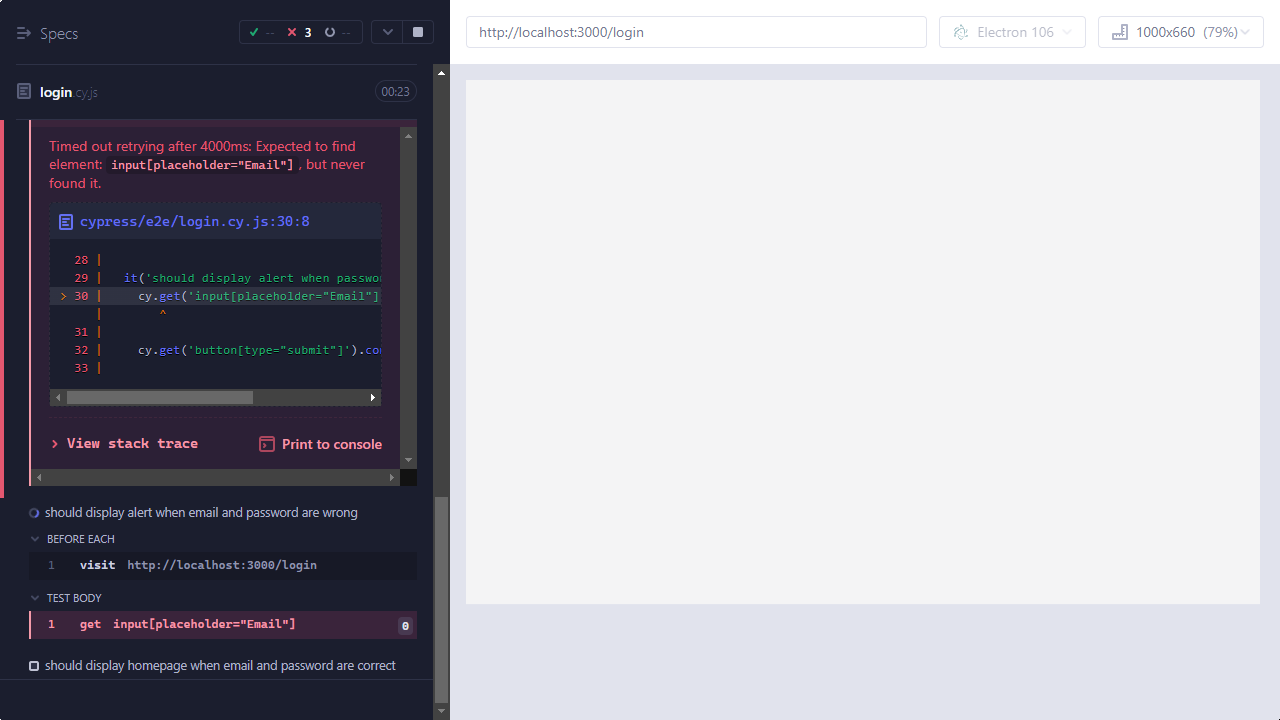 Specs
-- 3 --
http://localhost:3000/login
Electron 106
1000x660 (79%)
login.cy.js
00:23
Timed out retrying after 4000ms: Expected to find
element: input[placeholder="Email"], but never
found it.
cypress/e2e/login.cy.js:30:8
28 |
29 | it('should display alert when passwor
> 30 | cy.get('input[placeholder="Email"]
| ^
31 |
32 | cy.get('button[type="submit"]').con
33 |
> View stack trace
Print to console
should display alert when email and password are wrong
BEFORE EACH
1 visit http://localhost:3000/login
TEST BODY
1 get input[placeholder="Email"] 0
should display homepage when email and password are correct